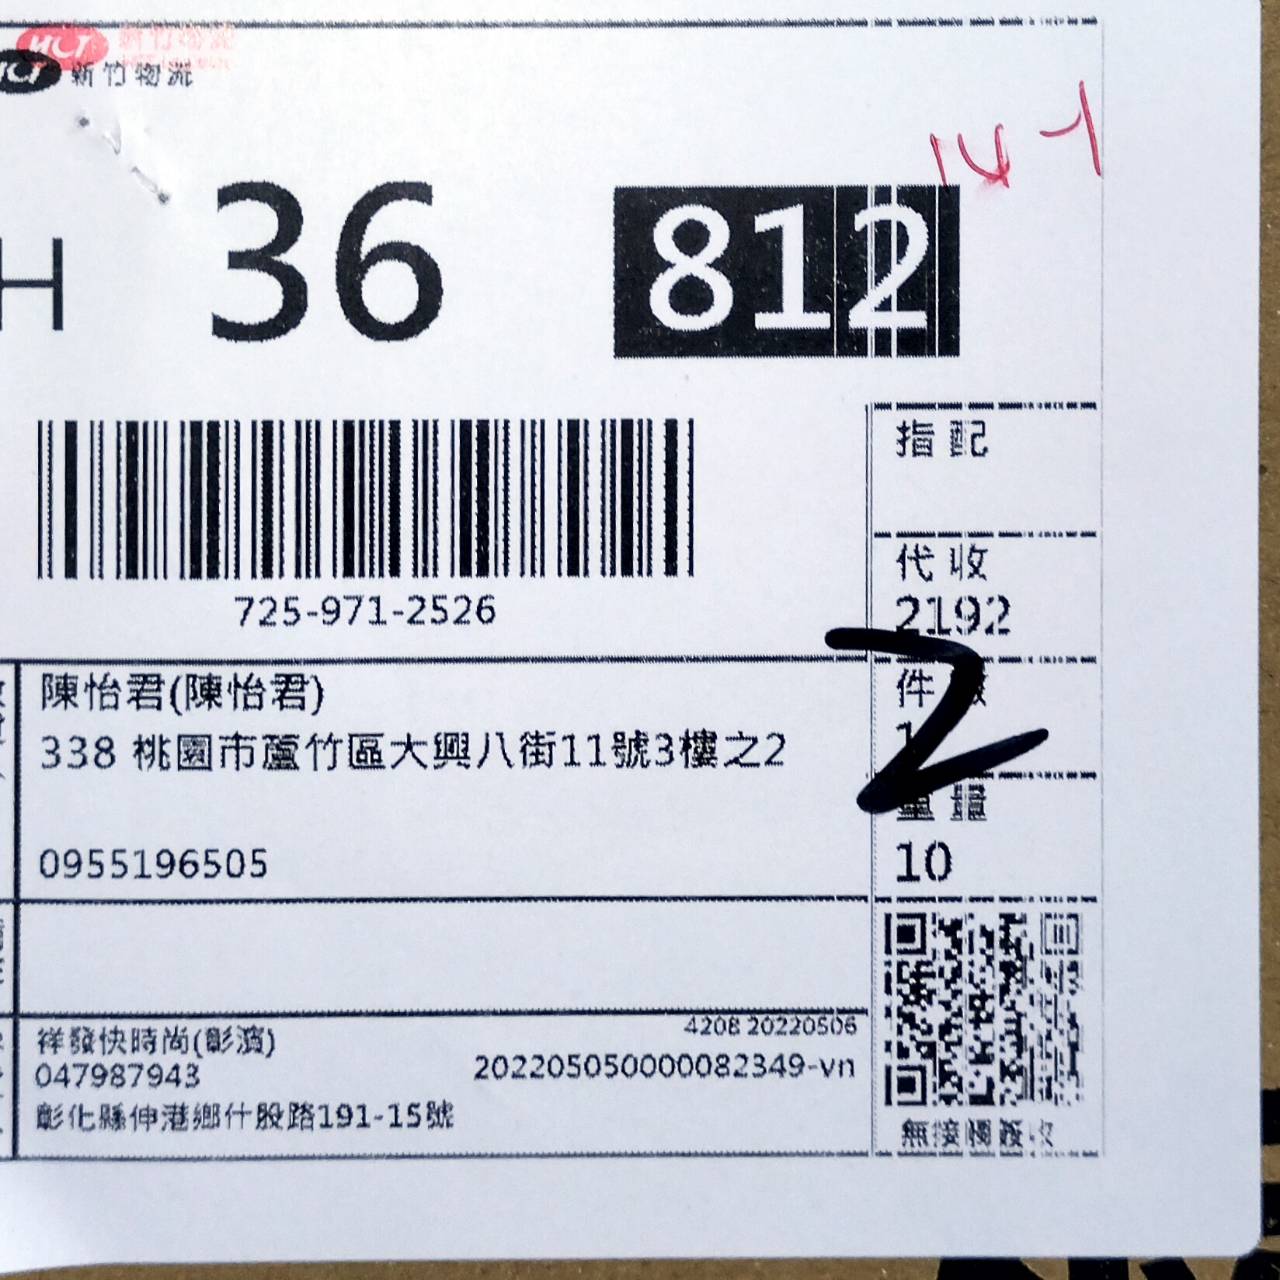 HCT 新竹物流
HCT 新竹物流
H 36 812
14
指配
725-971-2526
代收
2192
陳怡君(陳怡君)
件
1
338 桃園市蘆竹區大興八街11號3樓之2
2
重量
0955196505
10
4208 20220506
祥發快時尚(彰濱)
047987943
202205050000082349-vn
彰化縣伸港鄉什股路191-15號
無接觸簽收